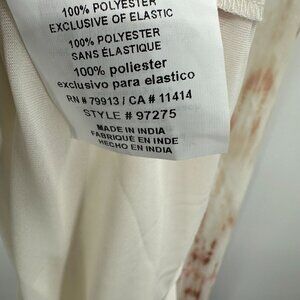 100% POLYESTER
EXCLUSIVE OF ELASTIC
100% POLYESTER
SANS ÉLASTIQUE
100% poliester
exclusivo para elastico
RN # 79913 / CA # 11414
STYLE # 97275
MADE IN INDIA
FABRIQUÉ EN INDE
HECHO EN INDIA